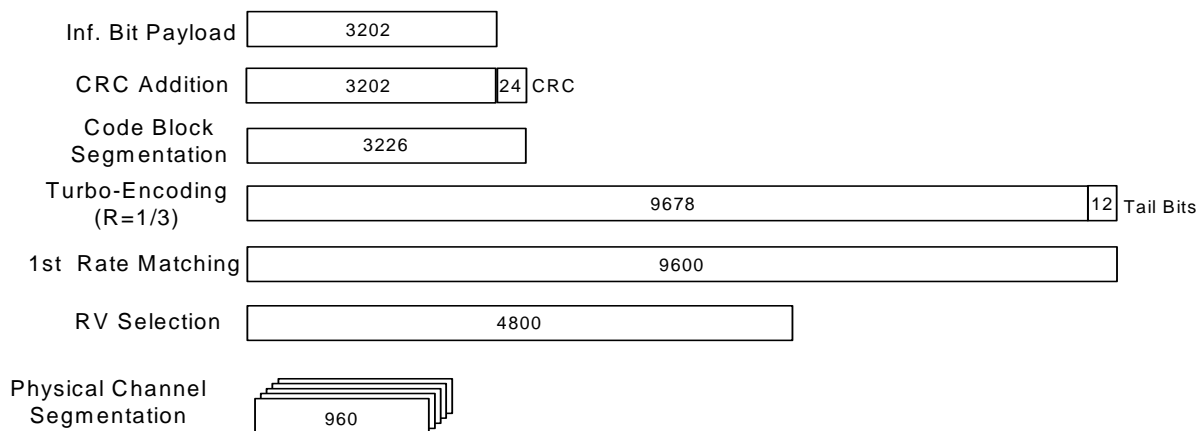 Inf. Bit Payload
3202
CRC Addition
3202
24
CRC
Code Block
Segmentation
3226
Turbo-Encoding
(R=1/3)
9678
12
Tail Bits
1st Rate Matching
9600
RV Selection
4800
Physical Channel
Segmentation
960